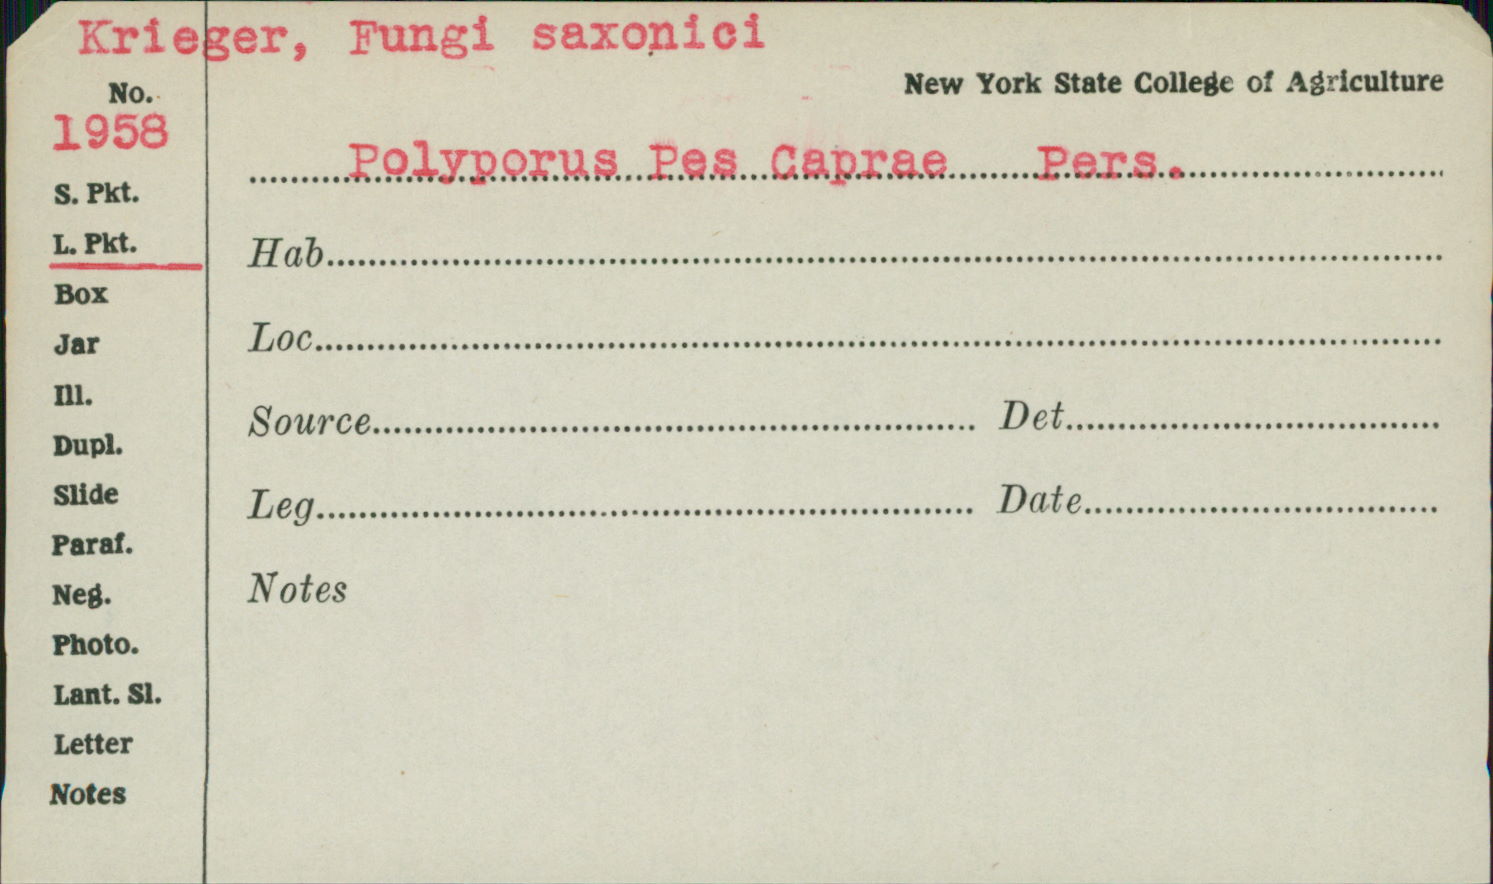 Krieger, Fungi saxonici
New York State College of Agriculture
No.
1958
Polyporus Pes Caprae Pers.
S. Pkt.
L. Pkt.
Hab
Box
Loc
Jar
Ill.
Source Det
Dupl.
Slide
Leg Date
Paraf.
Neg.
Notes
Photo.
Lant. Sl.
Letter
Notes